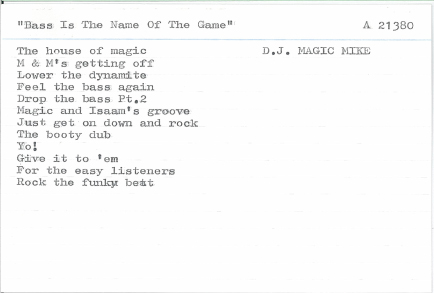 "Bass Is The Name Of The Game" A 21380
The house of magic D.J. MAGIC MIKE
M & M's getting off
Lower the dynamite
Feel the bass again
Drop the bass Pt.2
Magic and Isaam's groove
Just get on down and rock
The booty dub
Yo!
Give it to 'em
For the easy listeners
Rock the funky beat